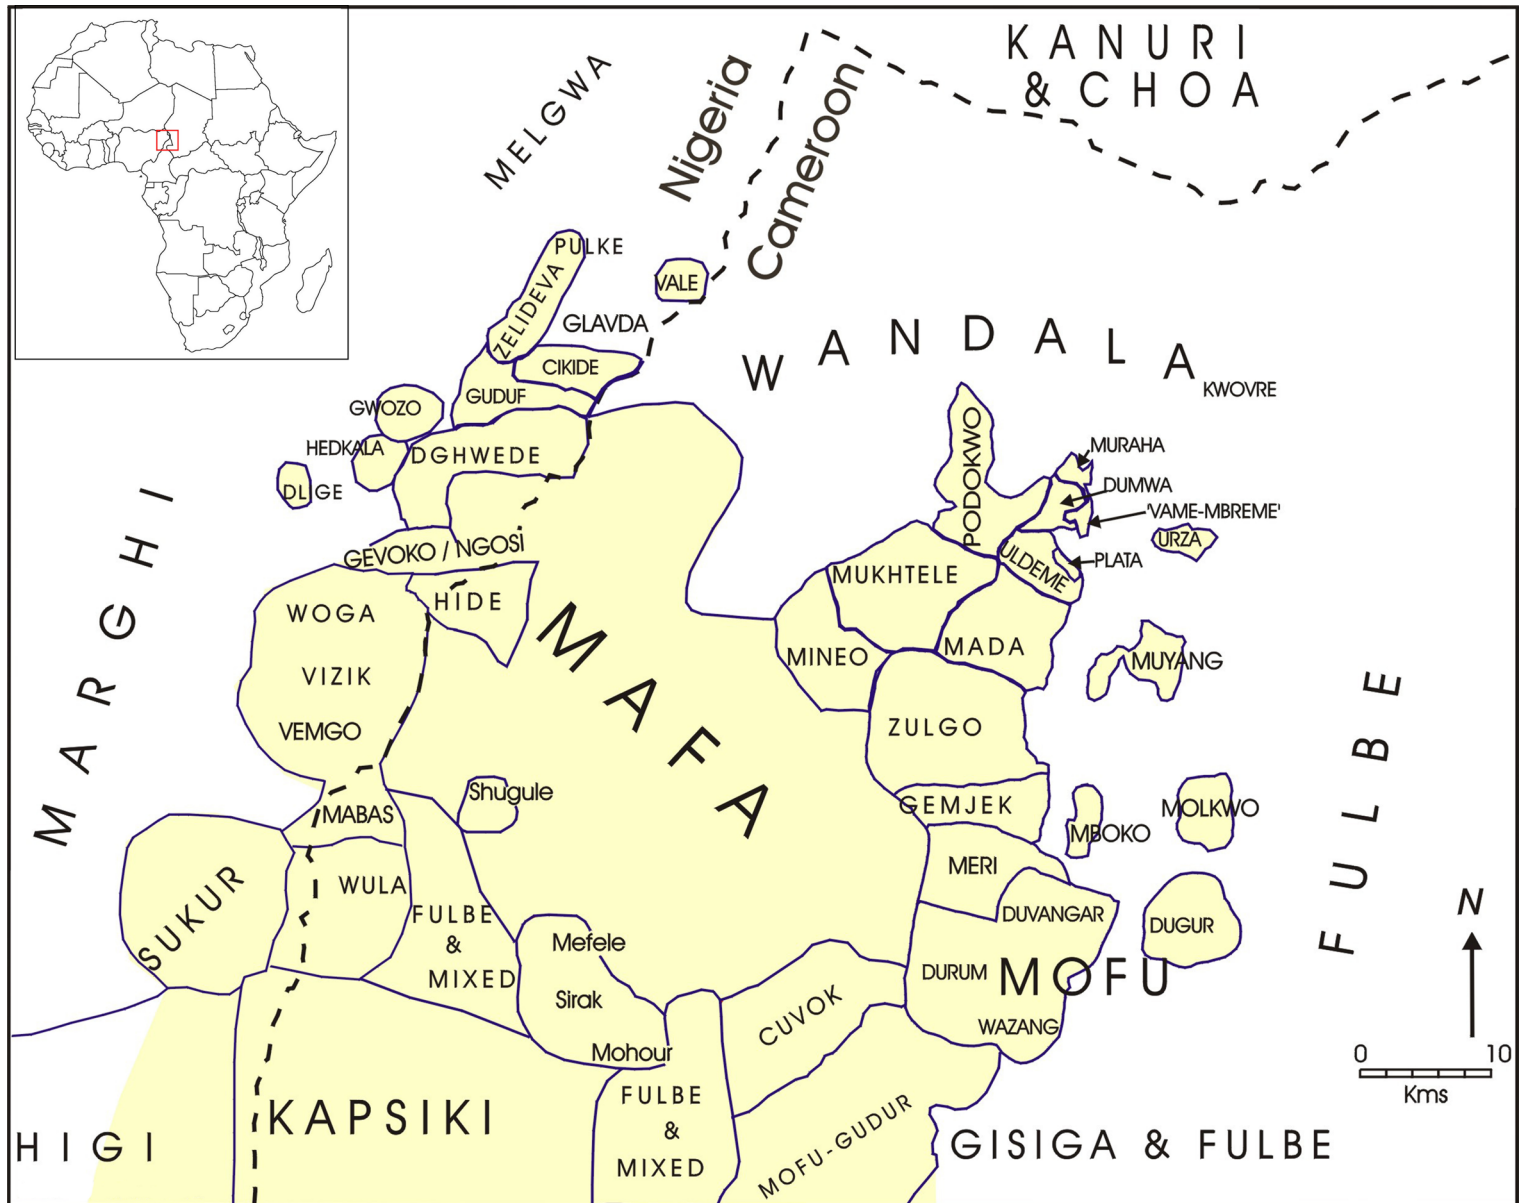 KANURI
& CHOA
MELGWA
Nigeria
Cameroon
PULKE
ZELIDEVA
VALE
GLAVDA
WANDALA
CIKIDE
KWOVRE
GUDUF
GWOZO
PODOKWO
MURAHA
HEDKALA
DGHWEDE
DLIGE
DUMWA
'VAME-MBREME'
MARGHI
URZA
GEVOKO / NGOSi
ULDEME
PLATA
MUKHTELE
HIDE
WOGA
MAFA
MINEO
MADA
MUYANG
VIZIK
FULBE
VEMGO
ZULGO
Shugule
MABAS
GEMJEK
MBOKO
MOLKWO
SUKUR
WULA
MERI
FULBE
&
MIXED
DUVANGAR
DUGUR
N
Mefele
DURUM
MOFU
Sirak
CUVOK
WAZANG
Mohour
0 10
Kms
KAPSIKI
FULBE
&
MIXED
MOFU-GUDUR
HIGI
GISIGA & FULBE